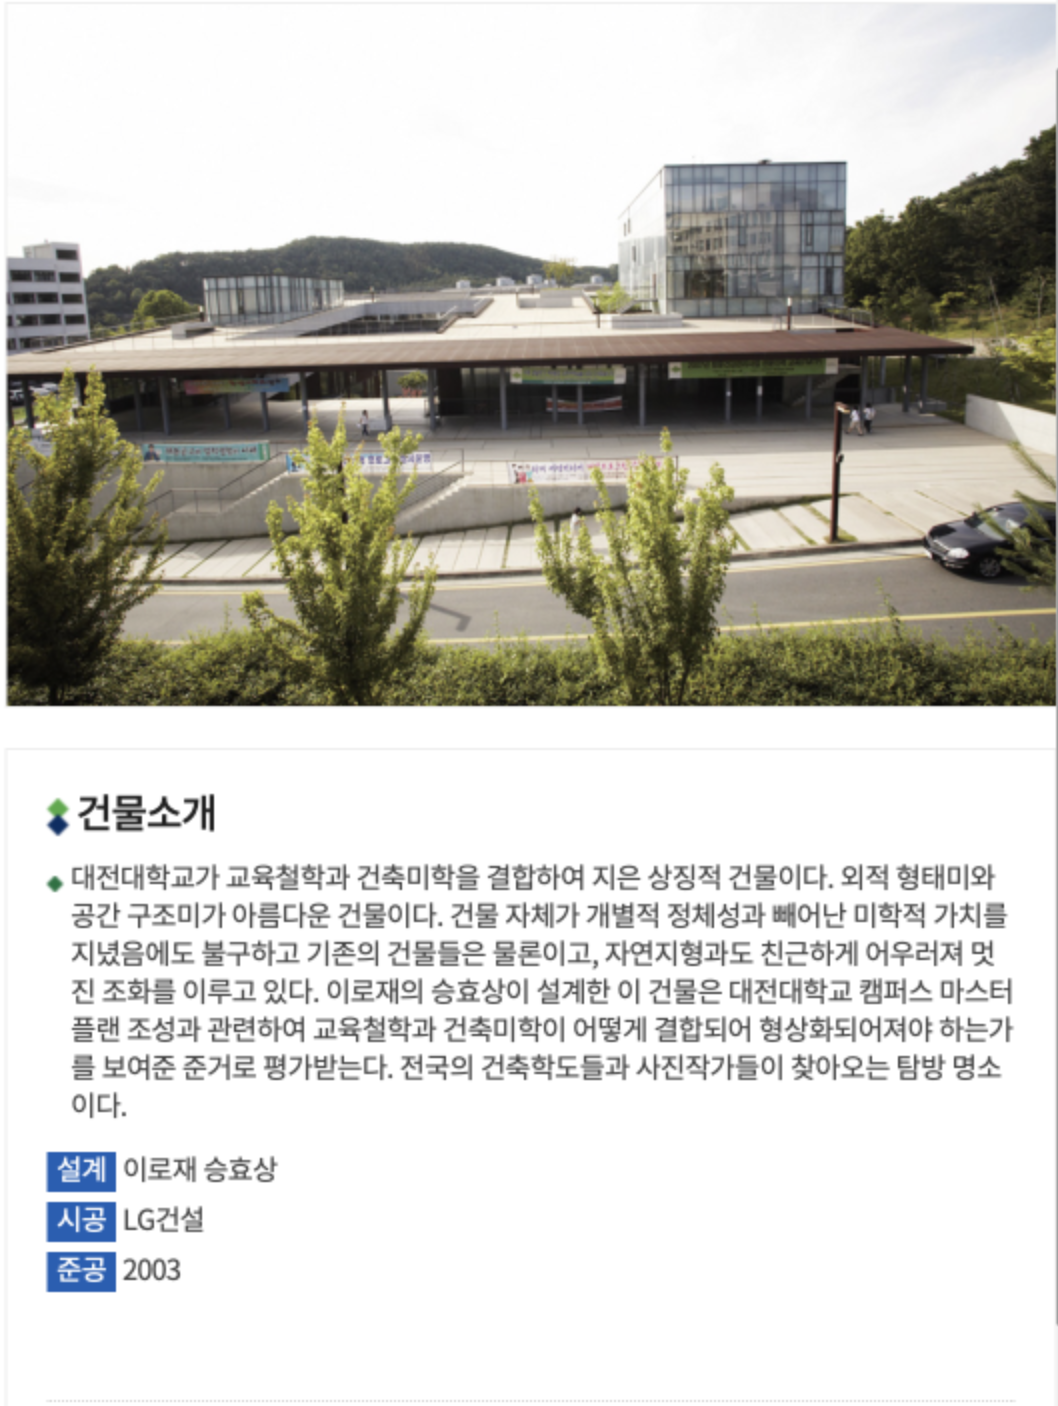 건물소개
대전대학교가 교육철학과 건축미학을 결합하여 지은 상징적 건물이다. 외적 형태미와
공간 구조미가 아름다운 건물이다. 건물 자체가 개별적 정체성과 빼어난 미학적 가치를
지녔음에도 불구하고 기존의 건물들은 물론이고, 자연지형과도 친근하게 어우러져 멋
진 조화를 이루고 있다. 이로재의 승효상이 설계한 이 건물은 대전대학교 캠퍼스 마스터
플랜 조성과 관련하여 교육철학과 건축미학이 어떻게 결합되어 형상화되어져야 하는가
를 보여준 준거로 평가받는다. 전국의 건축학도들과 사진작가들이 찾아오는 탐방 명소
이다.
설계 이로재 승효상
시공 LG건설
준공 2003